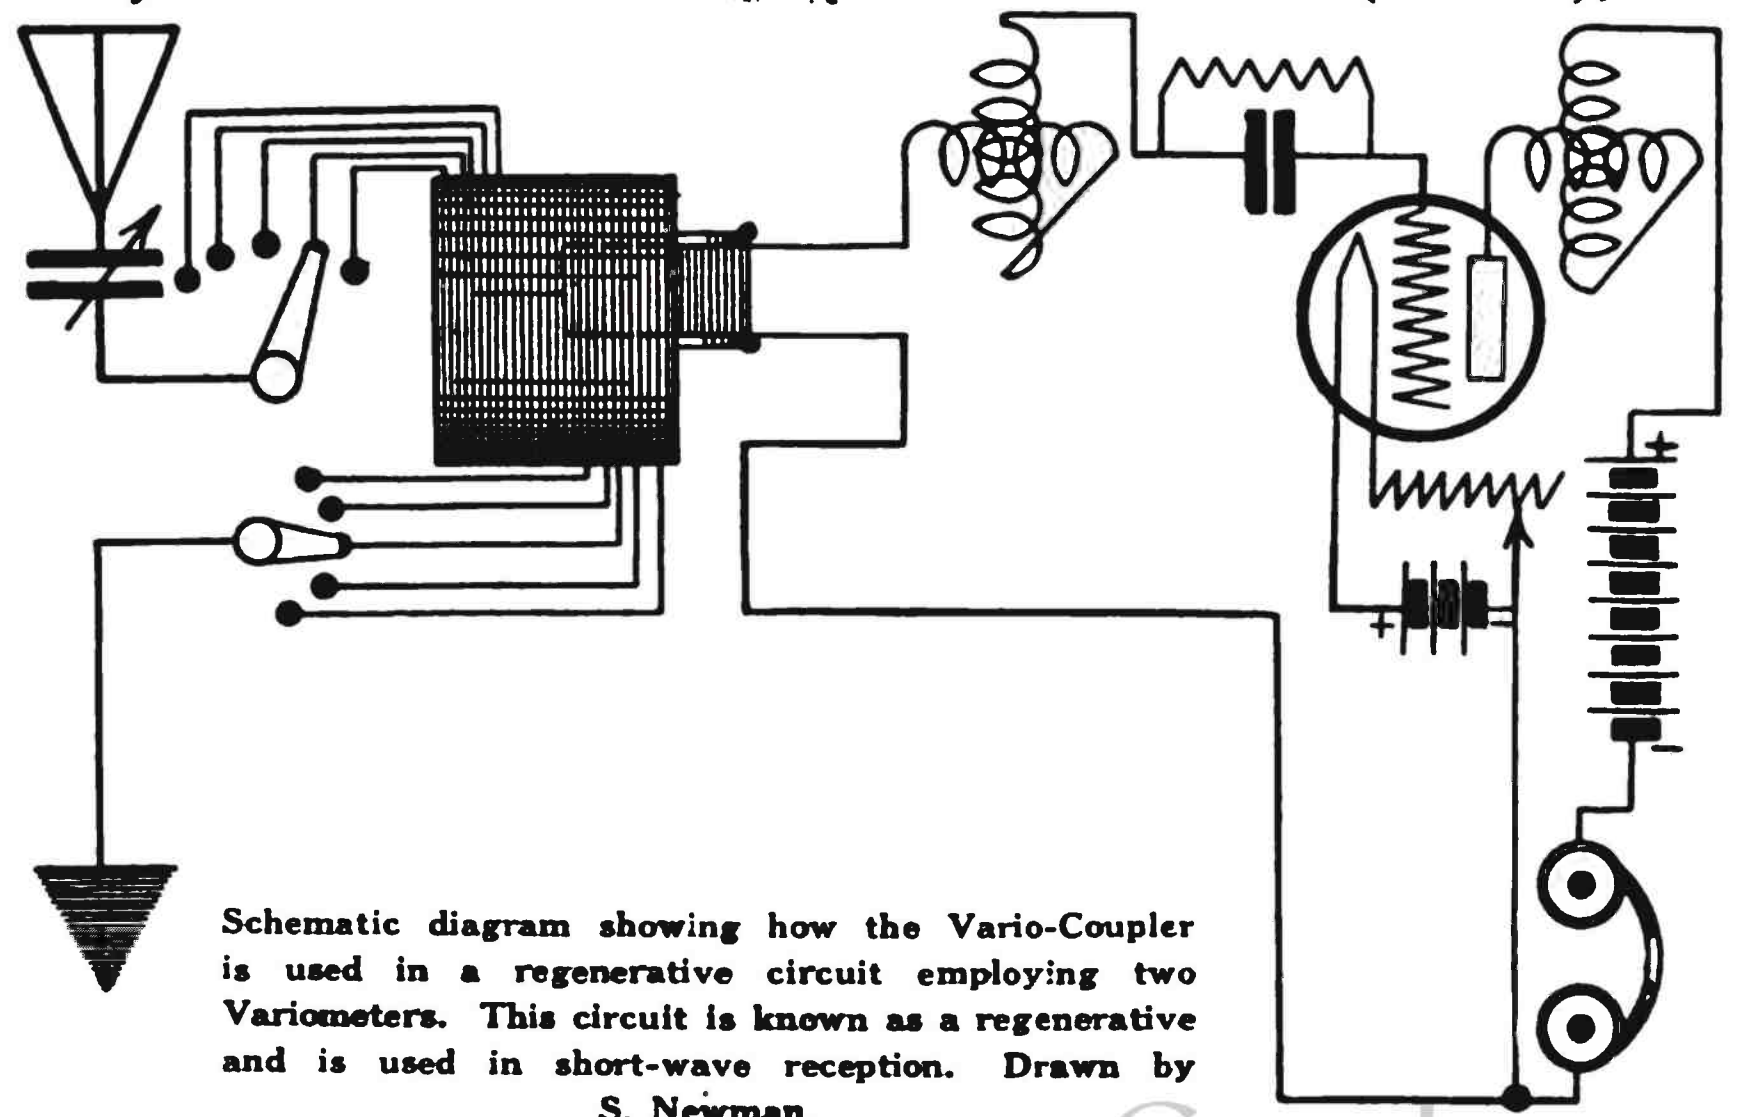 +
+
Schematic diagram showing how the Vario-Coupler
is used in a regenerative circuit employing two
Variometers. This circuit is known as a regenerative
and is used in short-wave reception. Drawn by
S. Newman.